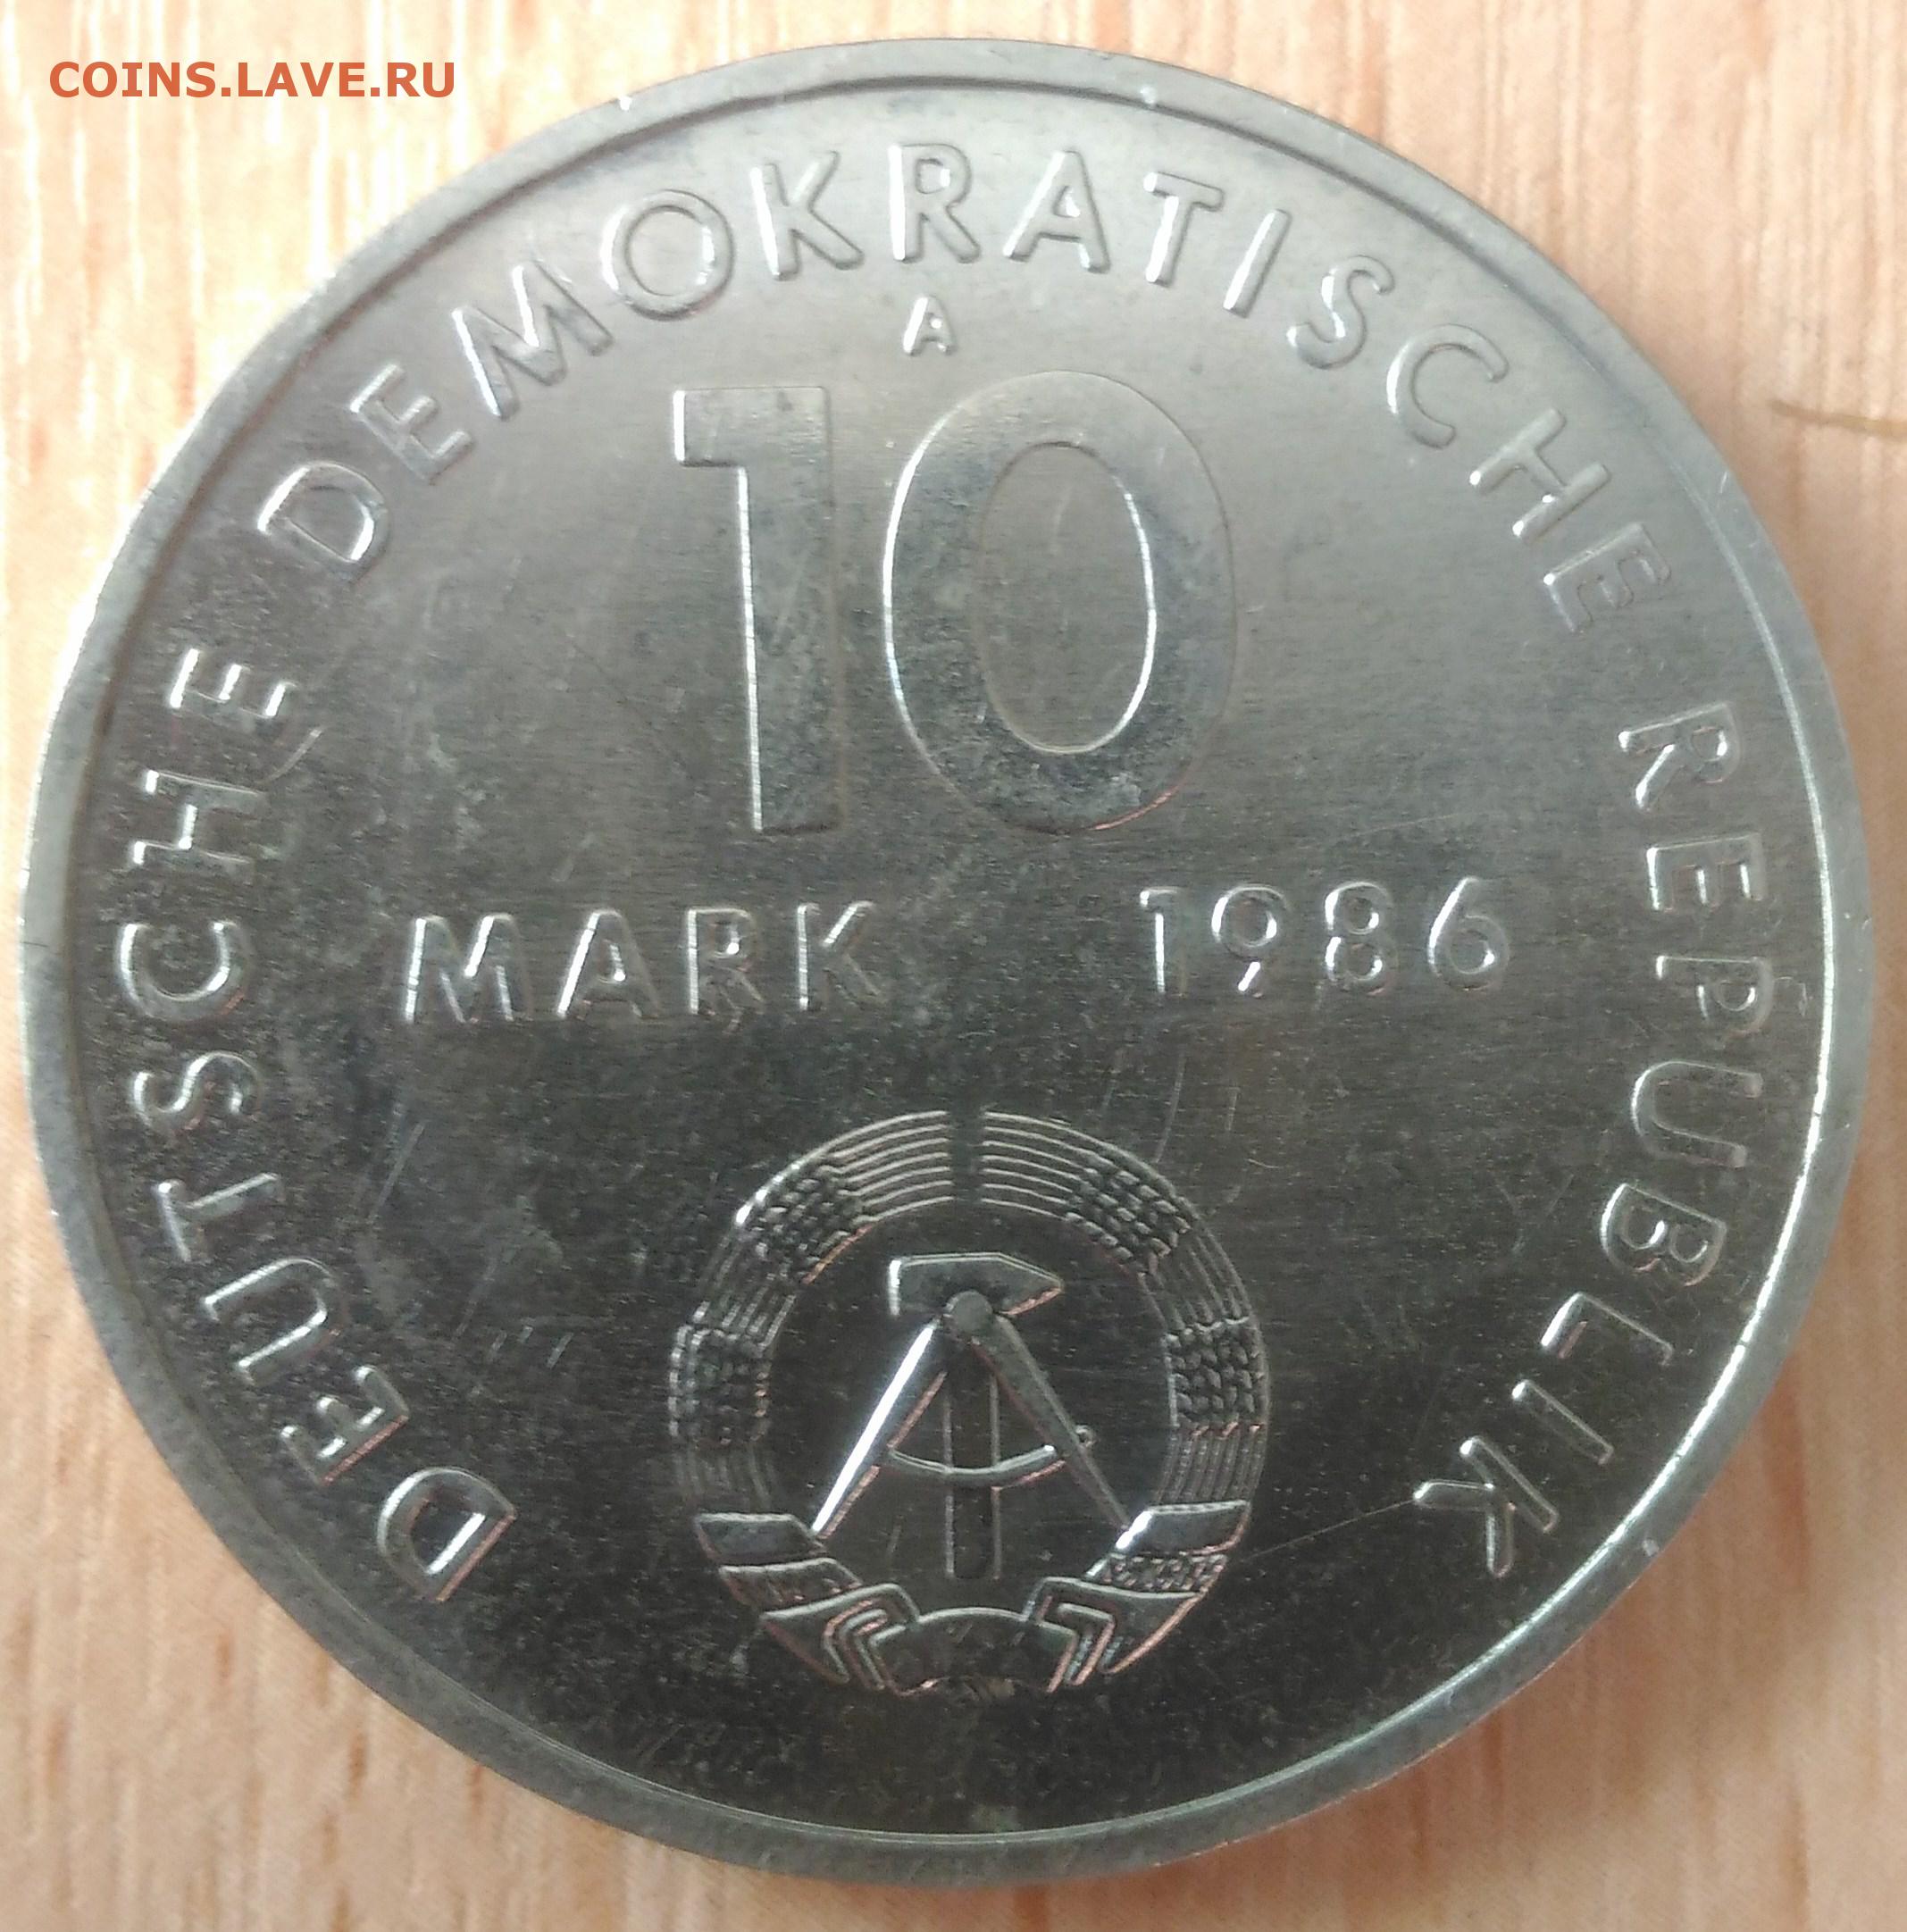 COINS.LAVE.RU
DEUTSCHE DEMOKRATISCHE REPUBLIK
A
10
MARK 1986